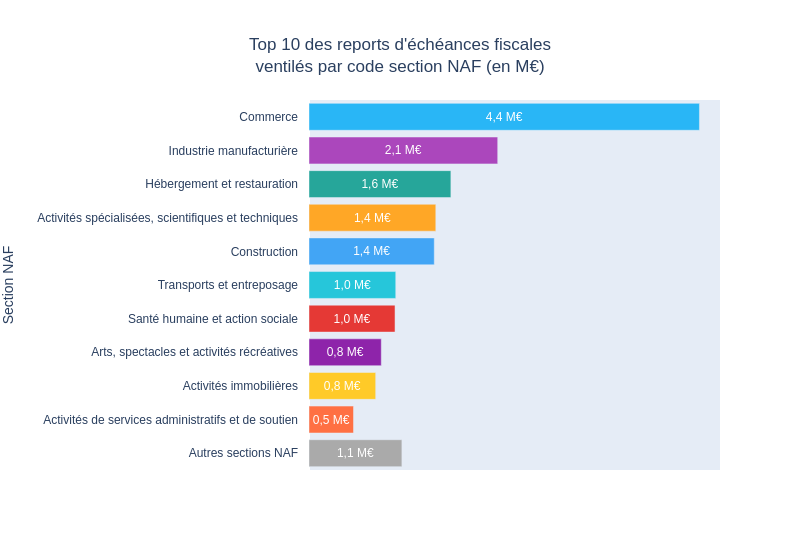 Top 10 des reports d'échéances fiscales
ventilés par code section NAF (en M€)
Section NAF
Commerce 4,4 M€
Industrie manufacturière 2,1 M€
Hébergement et restauration 1,6 M€
Activités spécialisées, scientifiques et techniques 1,4 M€
Construction 1,4 M€
Transports et entreposage 1,0 M€
Santé humaine et action sociale 1,0 M€
Arts, spectacles et activités récréatives 0,8 M€
Activités immobilières 0,8 M€
Activités de services administratifs et de soutien 0,5 M€
Autres sections NAF 1,1 M€